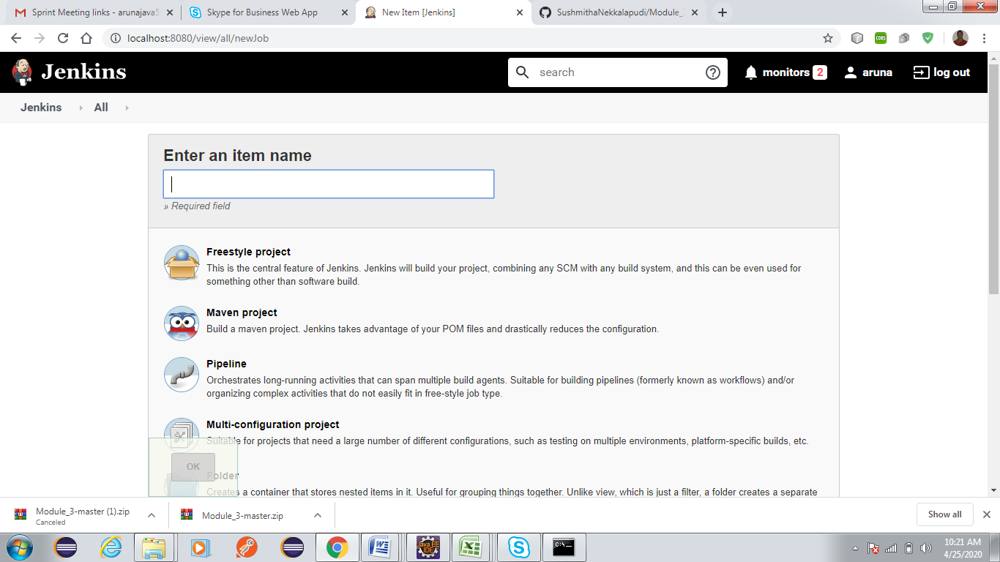 Sprint Meeting links - arunajava5
Skype for Business Web App
New Item [Jenkins]
SushmithaNekkalapudi/Module_
localhost:8080/view/all/newJob
CORS
Jenkins
search
monitors 2
aruna
log out
Jenkins
All
Enter an item name
» Required field
Freestyle project
This is the central feature of Jenkins. Jenkins will build your project, combining any SCM with any build system, and this can be even used for
something other than software build.
Maven project
Build a maven project. Jenkins takes advantage of your POM files and drastically reduces the configuration.
Pipeline
Orchestrates long-running activities that can span multiple build agents. Suitable for building pipelines (formerly known as workflows) and/or
organizing complex activities that do not easily fit in free-style job type.
Multi-configuration project
Suitable for projects that need a large number of different configurations, such as testing on multiple environments, platform-specific builds, etc.
OK
Folder
Creates a container that stores nested items in it. Useful for grouping things together. Unlike view, which is just a filter, a folder creates a separate
Module_3-master (1).zip
Canceled
Module_3-master.zip
Show all
Java EE
IDE
C:\.
10:21 AM
4/25/2020